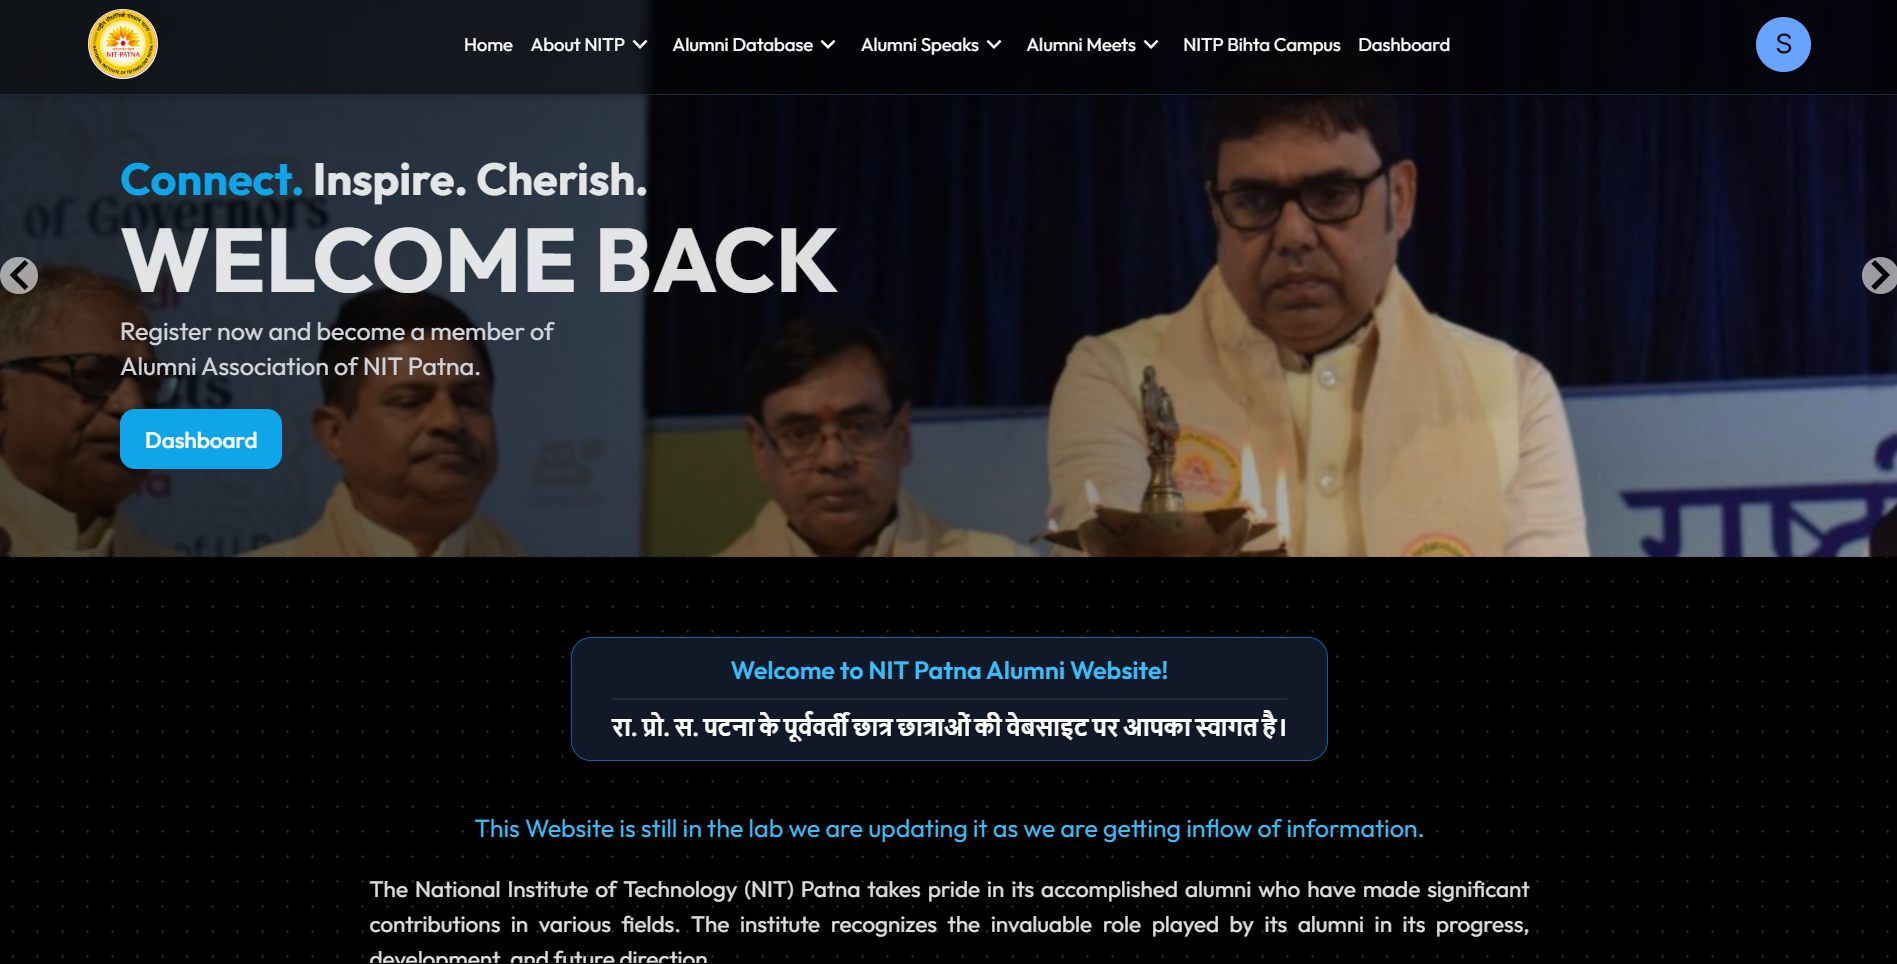 NIT-PATNA
Home About NITP Alumni Database Alumni Speaks Alumni Meets NITP Bihta Campus Dashboard
S
Connect. Inspire. Cherish.
of Governors
WELCOME BACK
Register now and become a member of
Alumni Association of NIT Patna.
Dashboard
Welcome to NIT Patna Alumni Website!
रा. प्रो. स. पटना के पूर्ववर्ती छात्र छात्राओं की वेबसाइट पर आपका स्वागत है।
This Website is still in the lab we are updating it as we are getting inflow of information.
The National Institute of Technology (NIT) Patna takes pride in its accomplished alumni who have made significant
contributions in various fields. The institute recognizes the invaluable role played by its alumni in its progress,
development, and future direction.